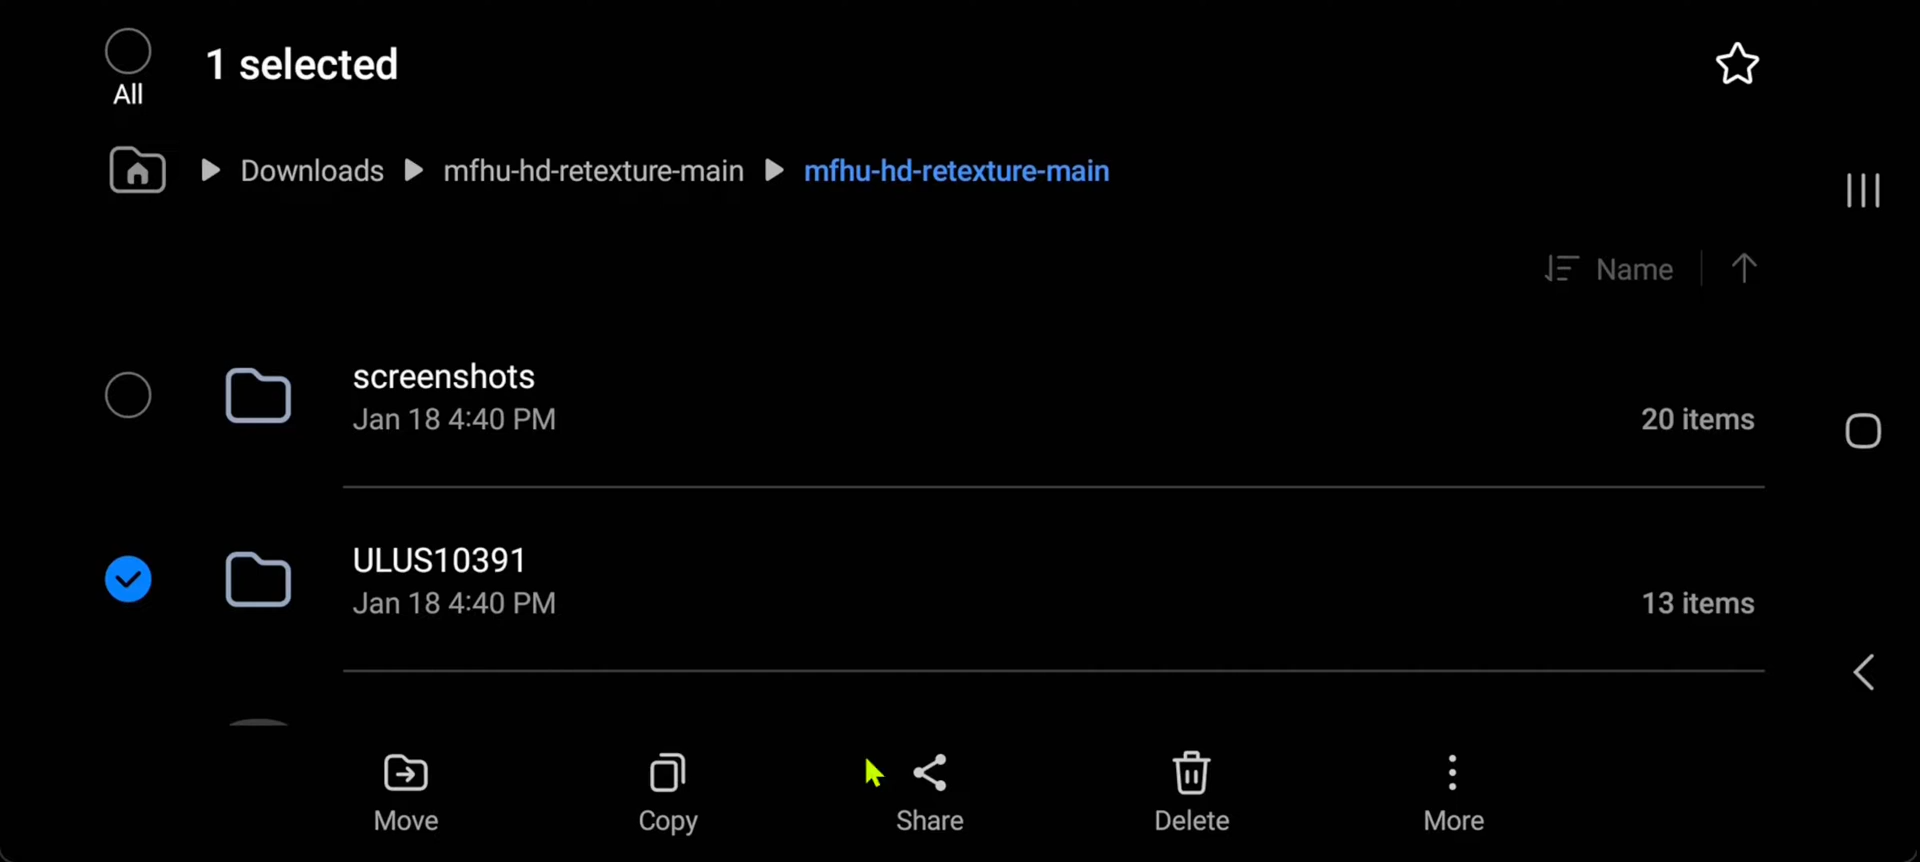 1 selected
All
Downloads mfhu-hd-retexture-main mfhu-hd-retexture-main
Name
screenshots
Jan 18 4:40 PM
20 items
ULUS10391
Jan 18 4:40 PM
13 items
Move Copy Share Delete More